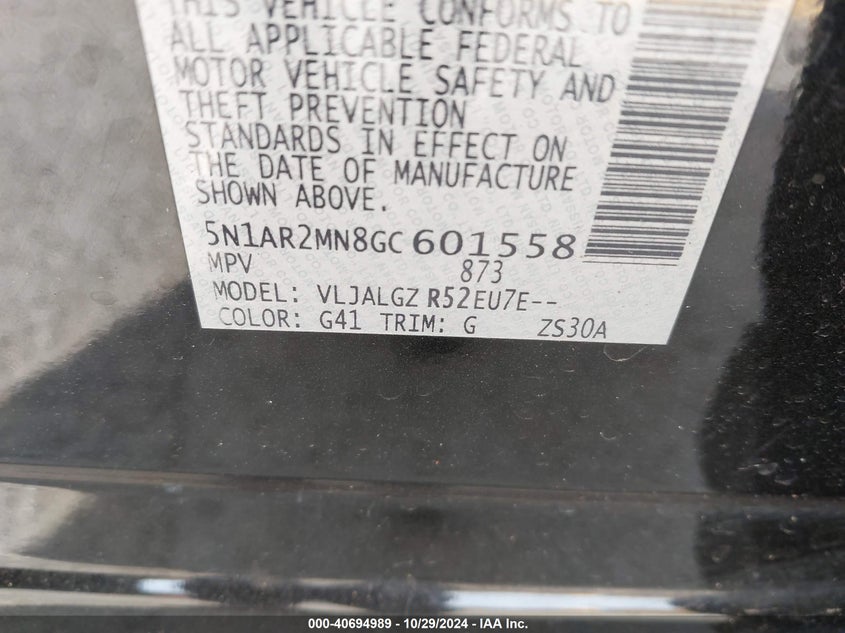 THIS VEHICLE CONFORMS TO
ALL APPLICABLE FEDERAL
MOTOR VEHICLE SAFETY AND
THEFT PREVENTION
STANDARDS IN EFFECT ON
THE DATE OF MANUFACTURE
SHOWN ABOVE.
5N1AR2MN8GC601558
MPV 873
MODEL: VLJALGZ R52EU7E--
COLOR: G41 TRIM: G ZS30A
000-40694989 - 10/29/2024 - IAA Inc.